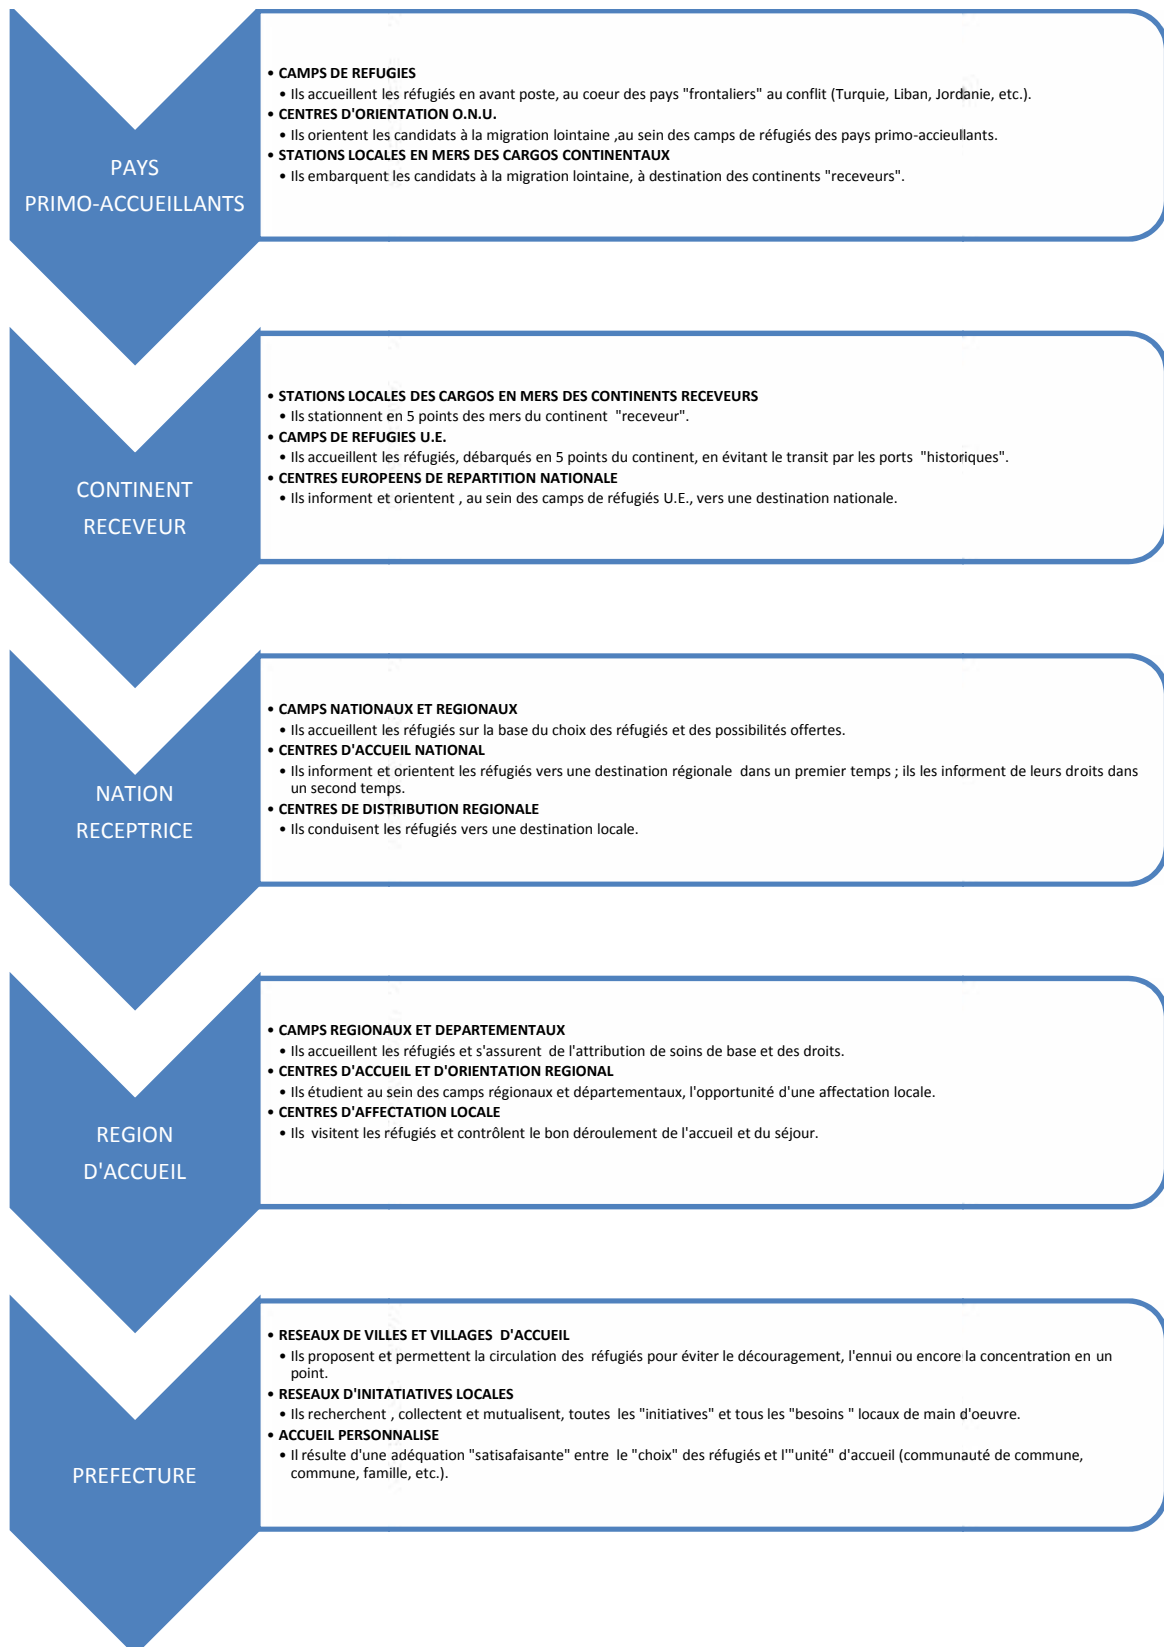 PAYS
PRIMO-ACCUEILLANTS
• CAMPS DE REFUGIES
• Ils accueillent les réfugiés en avant poste, au coeur des pays "frontaliers" au conflit (Turquie, Liban, Jordanie, etc.).
• CENTRES D'ORIENTATION O.N.U.
• Ils orientent les candidats à la migration lointaine ,au sein des camps de réfugiés des pays primo-accieullants.
• STATIONS LOCALES EN MERS DES CARGOS CONTINENTAUX
• Ils embarquent les candidats à la migration lointaine, à destination des continents "receveurs".
CONTINENT
RECEVEUR
• STATIONS LOCALES DES CARGOS EN MERS DES CONTINENTS RECEVEURS
• Ils stationnent en 5 points des mers du continent "receveur".
• CAMPS DE REFUGIES U.E.
• Ils accueillent les réfugiés, débarqués en 5 points du continent, en évitant le transit par les ports "historiques".
• CENTRES EUROPEENS DE REPARTITION NATIONALE
• Ils informent et orientent , au sein des camps de réfugiés U.E., vers une destination nationale.
NATION
RECEPTRICE
• CAMPS NATIONAUX ET REGIONAUX
• Ils accueillent les réfugiés sur la base du choix des réfugiés et des possibilités offertes.
• CENTRES D'ACCUEIL NATIONAL
• Ils informent et orientent les réfugiés vers une destination régionale dans un premier temps ; ils les informent de leurs droits dans
un second temps.
• CENTRES DE DISTRIBUTION REGIONALE
• Ils conduisent les réfugiés vers une destination locale.
REGION
D'ACCUEIL
• CAMPS REGIONAUX ET DEPARTEMENTAUX
• Ils accueillent les réfugiés et s'assurent de l'attribution de soins de base et des droits.
• CENTRES D'ACCUEIL ET D'ORIENTATION REGIONAL
• Ils étudient au sein des camps régionaux et départementaux, l'opportunité d'une affectation locale.
• CENTRES D'AFFECTATION LOCALE
• Ils visitent les réfugiés et contrôlent le bon déroulement de l'accueil et du séjour.
PREFECTURE
• RESEAUX DE VILLES ET VILLAGES D'ACCUEIL
• Ils proposent et permettent la circulation des réfugiés pour éviter le découragement, l'ennui ou encore la concentration en un
point.
• RESEAUX D'INITATIATIVES LOCALES
• Ils recherchent , collectent et mutualisent, toutes les "initiatives" et tous les "besoins " locaux de main d'oeuvre.
• ACCUEIL PERSONNALISE
• Il résulte d'une adéquation "satisafaisante" entre le "choix" des réfugiés et l'"unité" d'accueil (communauté de commune,
commune, famille, etc.).